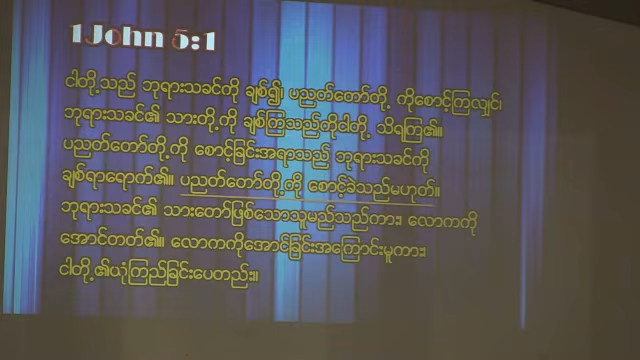 1John 5:1
ငါတို့သည် ဘုရားသခင်ကို ချစ်၍ ပညတ်တော်တို့ ကိုစောင့်ကြလျှင်၊
ဘုရားသခင်၏ သားတို့ကို ချစ်ကြသည်ကိုငါတို့ သိရကြ၏။
ပညတ်တော်တို့ကို စောင့်ခြင်းအရာသည် ဘုရားသခင်ကို
ချစ်ရာရောက်၏။ ပညတ်တော်တို့ကို စောင့်ခဲသည်မဟုတ်။
ဘုရားသခင်၏ သားတော်ဖြစ်သောသူမည်သည်ကား၊ လောကကို
အောင်တတ်၏။ လောကကိုအောင်ခြင်းအကြောင်းမူကား၊
ငါတို့၏ယုံကြည်ခြင်းပေတည်း။